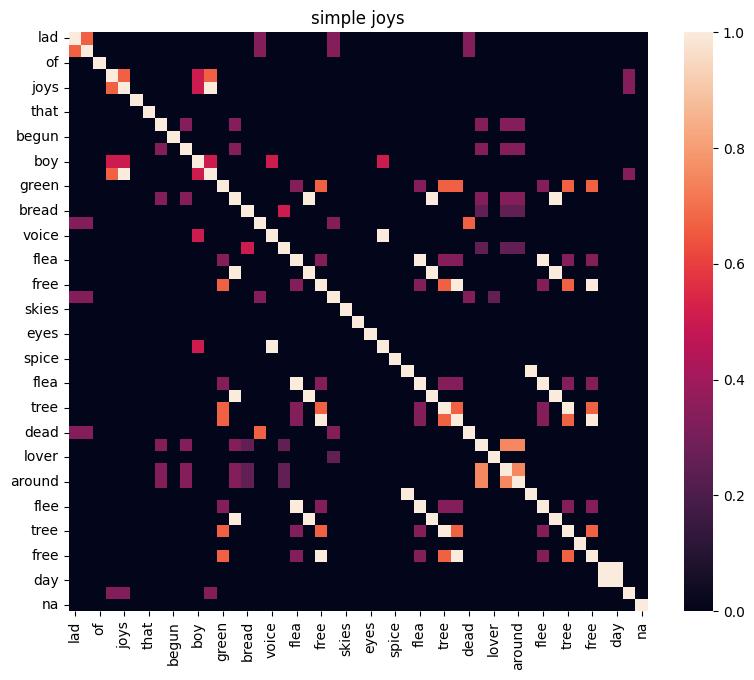 simple joys
lad
of
joys
that
begun
boy
green
bread
voice
flea
free
skies
eyes
spice
flea
tree
dead
lover
around
flee
tree
free
day
na
lad
of
joys
that
begun
boy
green
bread
voice
flea
free
skies
eyes
spice
flea
tree
dead
lover
around
flee
tree
free
day
na
1.0
0.8
0.6
0.4
0.2
0.0